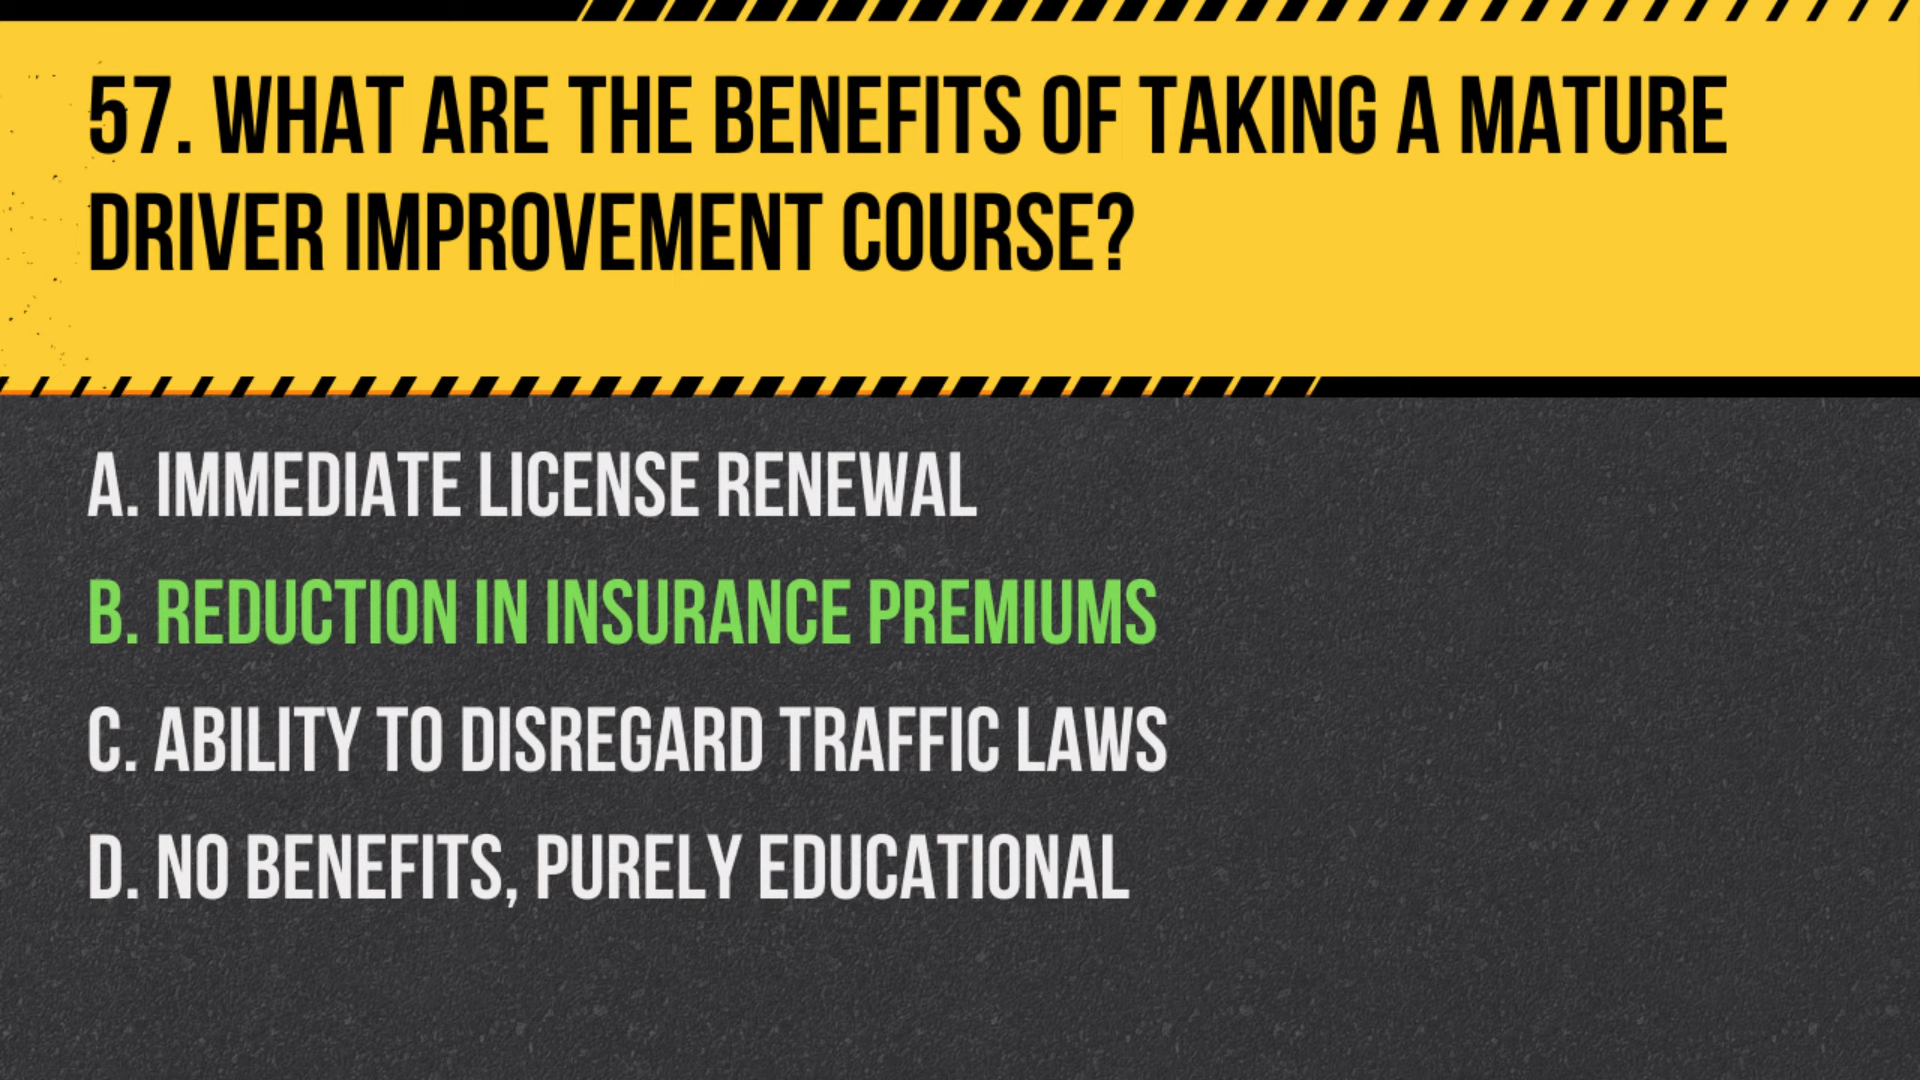 57. WHAT ARE THE BENEFITS OF TAKING A MATURE
DRIVER IMPROVEMENT COURSE?
A. IMMEDIATE LICENSE RENEWAL
B. REDUCTION IN INSURANCE PREMIUMS
C. ABILITY TO DISREGARD TRAFFIC LAWS
D. NO BENEFITS, PURELY EDUCATIONAL